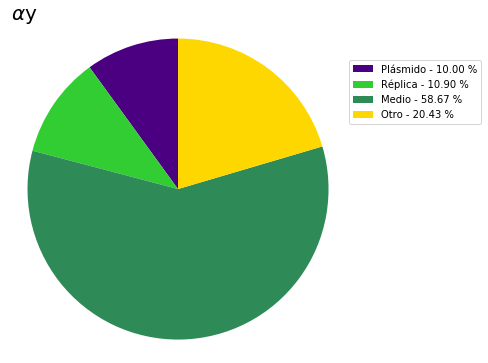 αy
Plásmido - 10.00 %
Réplica - 10.90 %
Medio - 58.67 %
Otro - 20.43 %